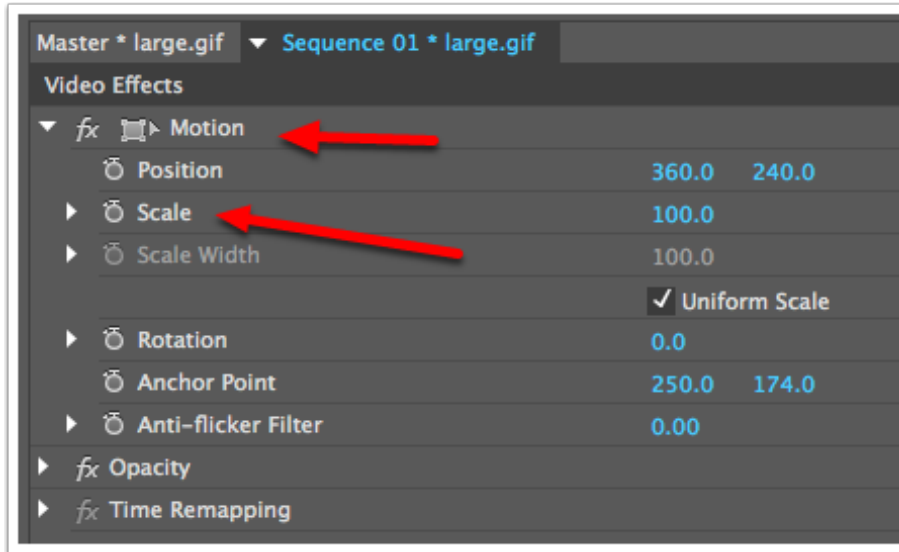 Master * large.gif Sequence 01 * large.gif
Video Effects
fx Motion
Position 360.0 240.0
Scale 100.0
Scale Width 100.0
Uniform Scale
Rotation 0.0
Anchor Point 250.0 174.0
Anti-flicker Filter 0.00
fx Opacity
fx Time Remapping